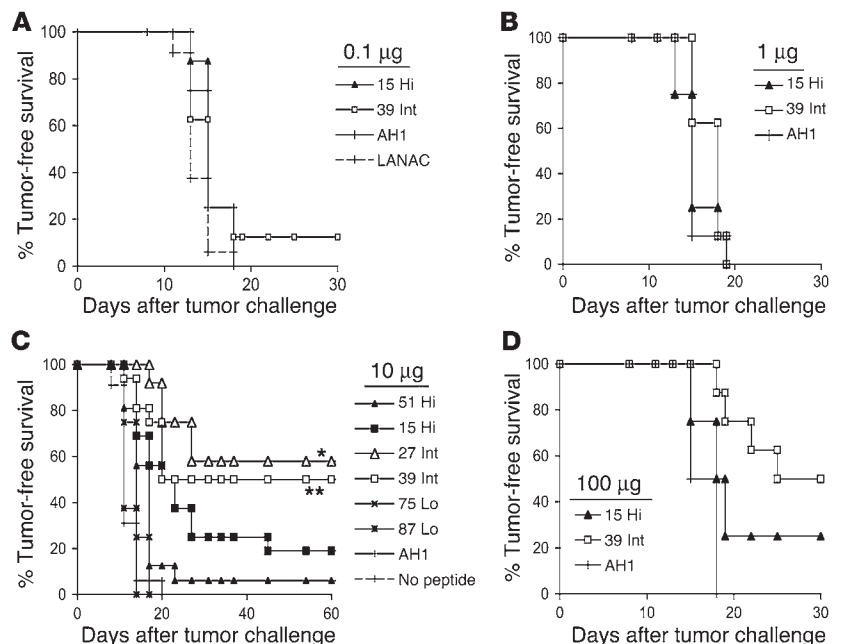 A
% Tumor-free survival
100
80
60
40
20
0
0 10 20 30
Days after tumor challenge
0.1 µg
15 Hi
39 Int
AH1
LANAC
B
% Tumor-free survival
100
80
60
40
20
0
0 10 20 30
Days after tumor challenge
1 µg
15 Hi
39 Int
AH1
C
% Tumor-free survival
100
80
60
40
20
0
0 20 40 60
Days after tumor challenge
10 µg
51 Hi
15 Hi
27 Int
39 Int
75 Lo
87 Lo
AH1
No peptide
*
**
D
% Tumor-free survival
100
80
60
40
20
0
0 10 20 30
Days after tumor challenge
100 µg
15 Hi
39 Int
AH1